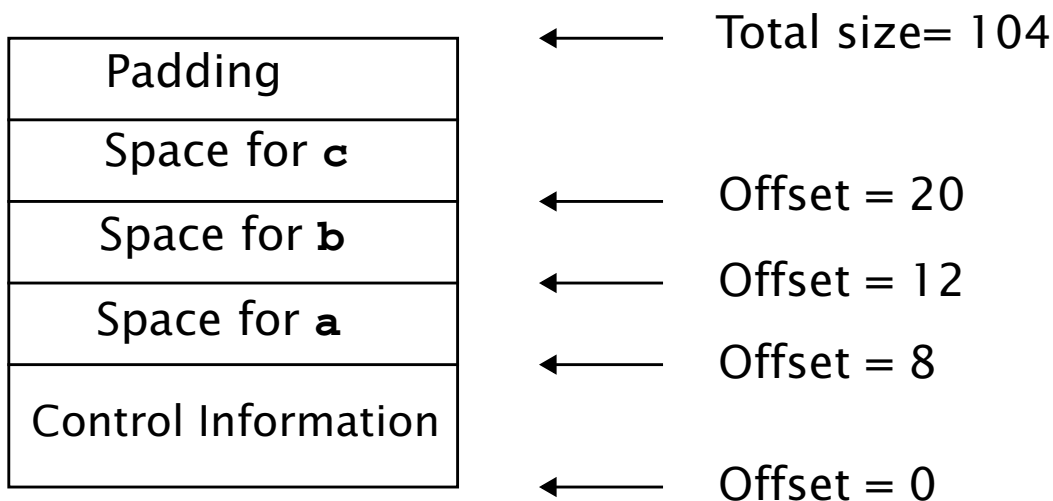 Total size= 104
Padding
Space for c
Offset = 20
Space for b
Offset = 12
Space for a
Offset = 8
Control Information
Offset = 0